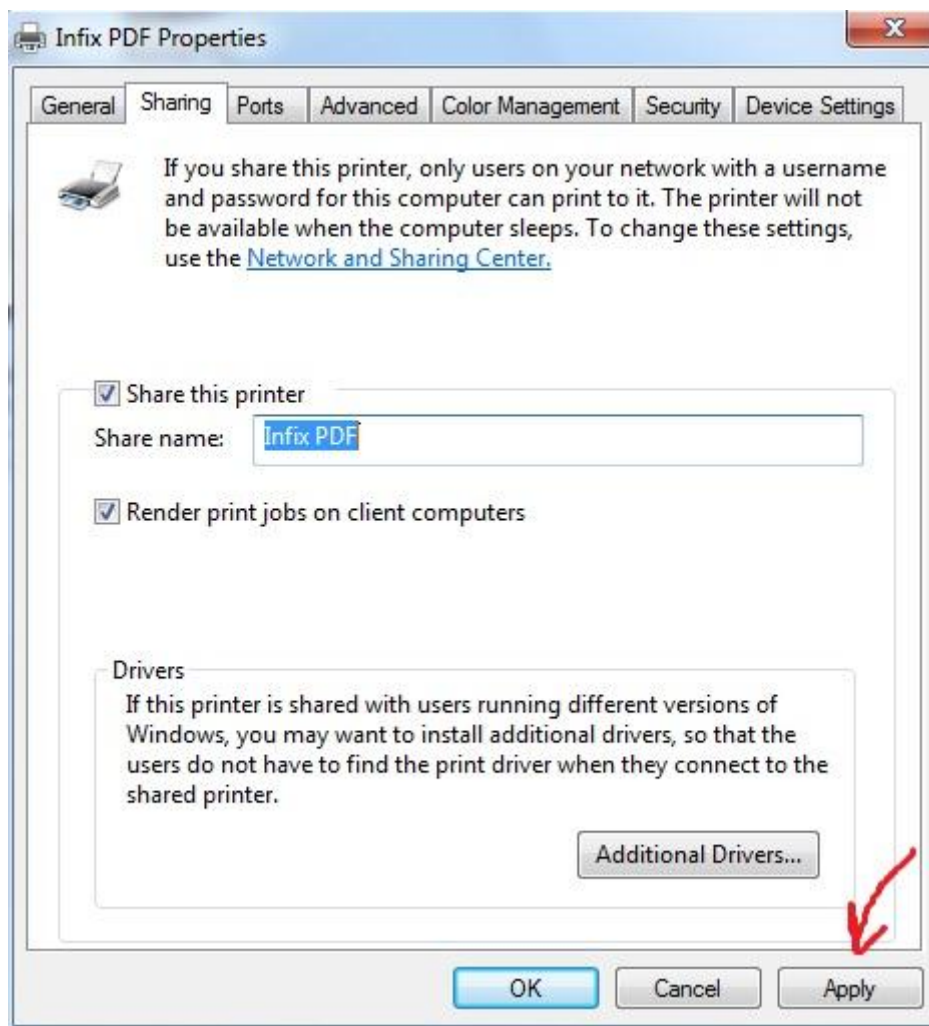 Infix PDF Properties
General Sharing Ports Advanced Color Management Security Device Settings
If you share this printer, only users on your network with a username
and password for this computer can print to it. The printer will not
be available when the computer sleeps. To change these settings,
use the Network and Sharing Center.
Share this printer
Share name: Infix PDF
Render print jobs on client computers
Drivers
If this printer is shared with users running different versions of
Windows, you may want to install additional drivers, so that the
users do not have to find the print driver when they connect to the
shared printer.
Additional Drivers...
OK Cancel Apply